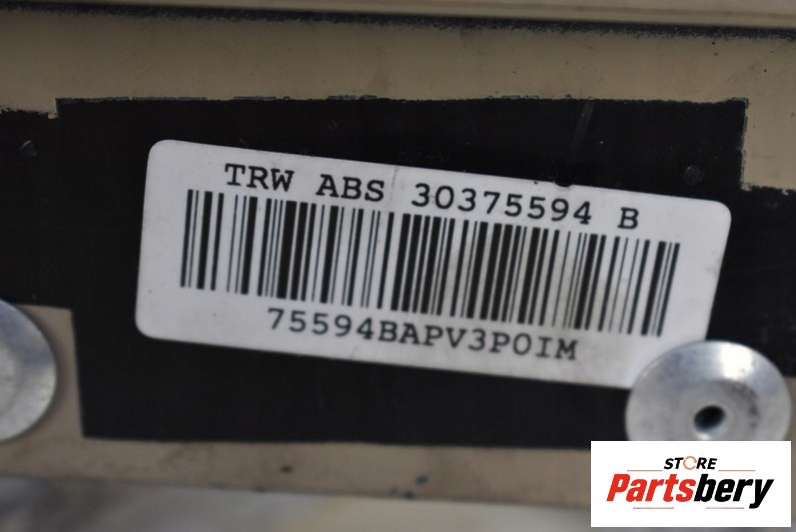 TRW ABS 30375594 B
75594BAPV3P0IM
STORE
Partsbery